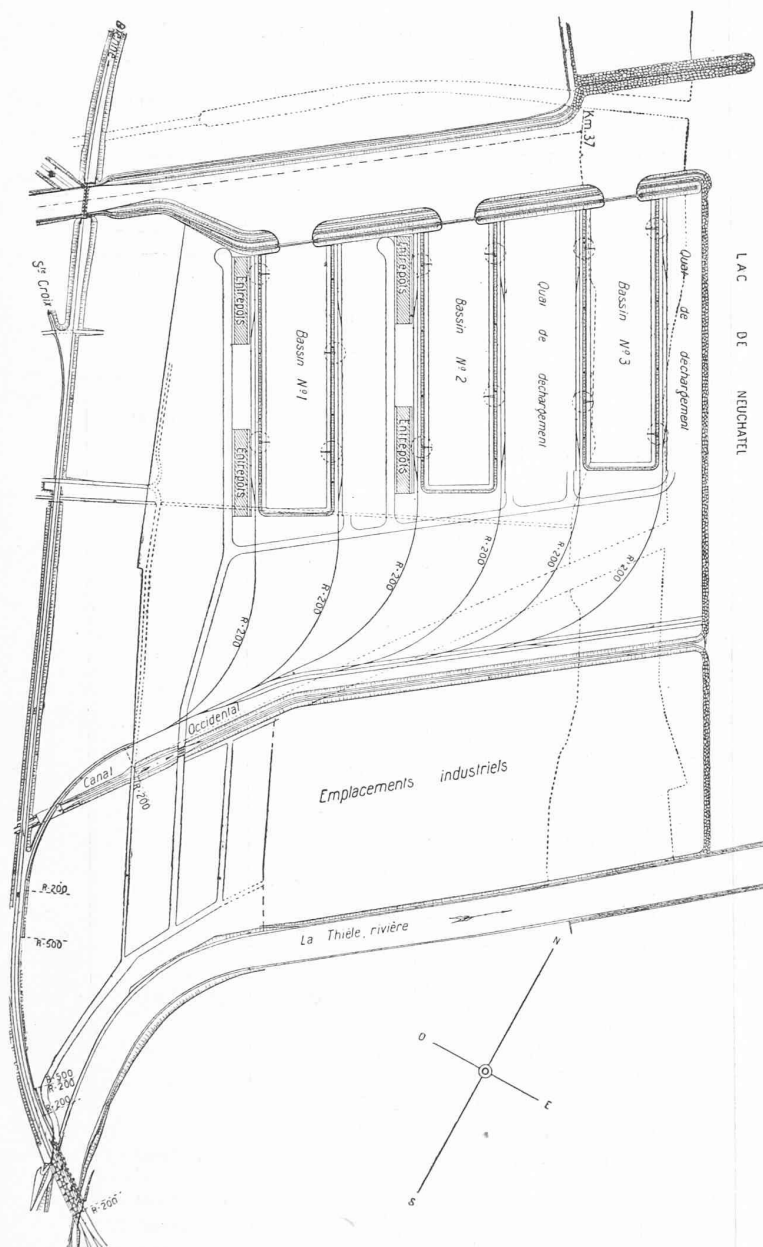 Km.37
LAC DE NEUCHATEL
Ste Croix
Entrepôts
Entrepôts
Bassin Nº1
Entrepôts
Entrepôts
Bassin Nº 2
Quai de déchargement
Bassin Nº 3
Quai de déchargement
R=200
R=200
R=200
R=200
R=200
R=200
Canal Occidental
R=200
Emplacements industriels
R=200
R=500
La Thièle, rivière
N
O
E
S
R=500
R=200
R=200
R=200